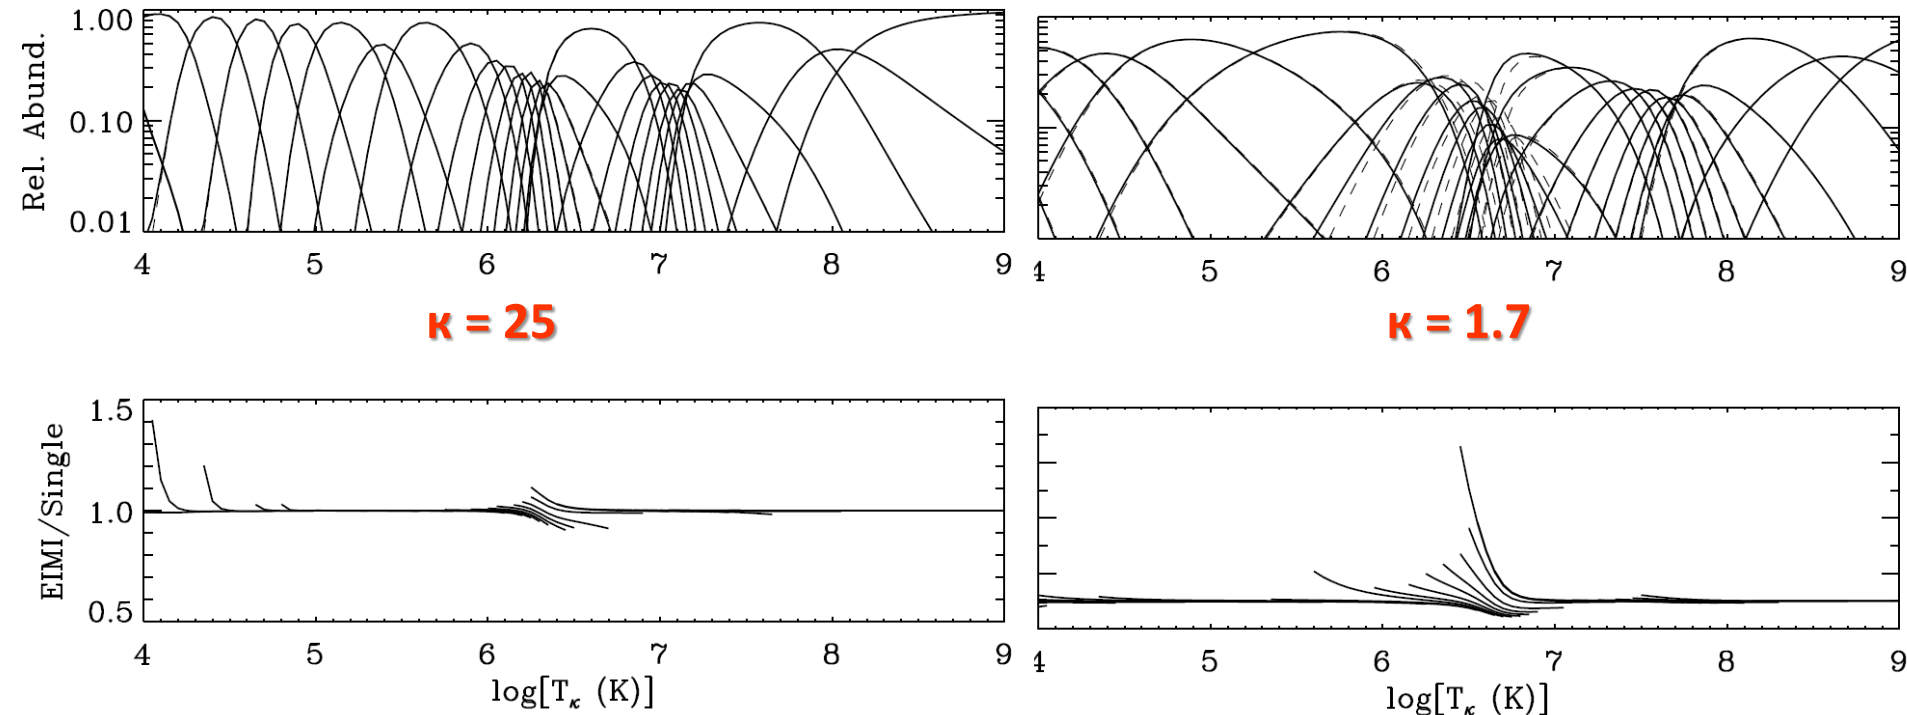 Rel. Abund.
1.00
0.10
0.01
4 5 6 7 8 9
4 5 6 7 8 9
κ = 25
κ = 1.7
EIMI/Single
1.5
1.0
0.5
4 5 6 7 8 9
log[Tκ (K)]
4 5 6 7 8 9
log[Tκ (K)]